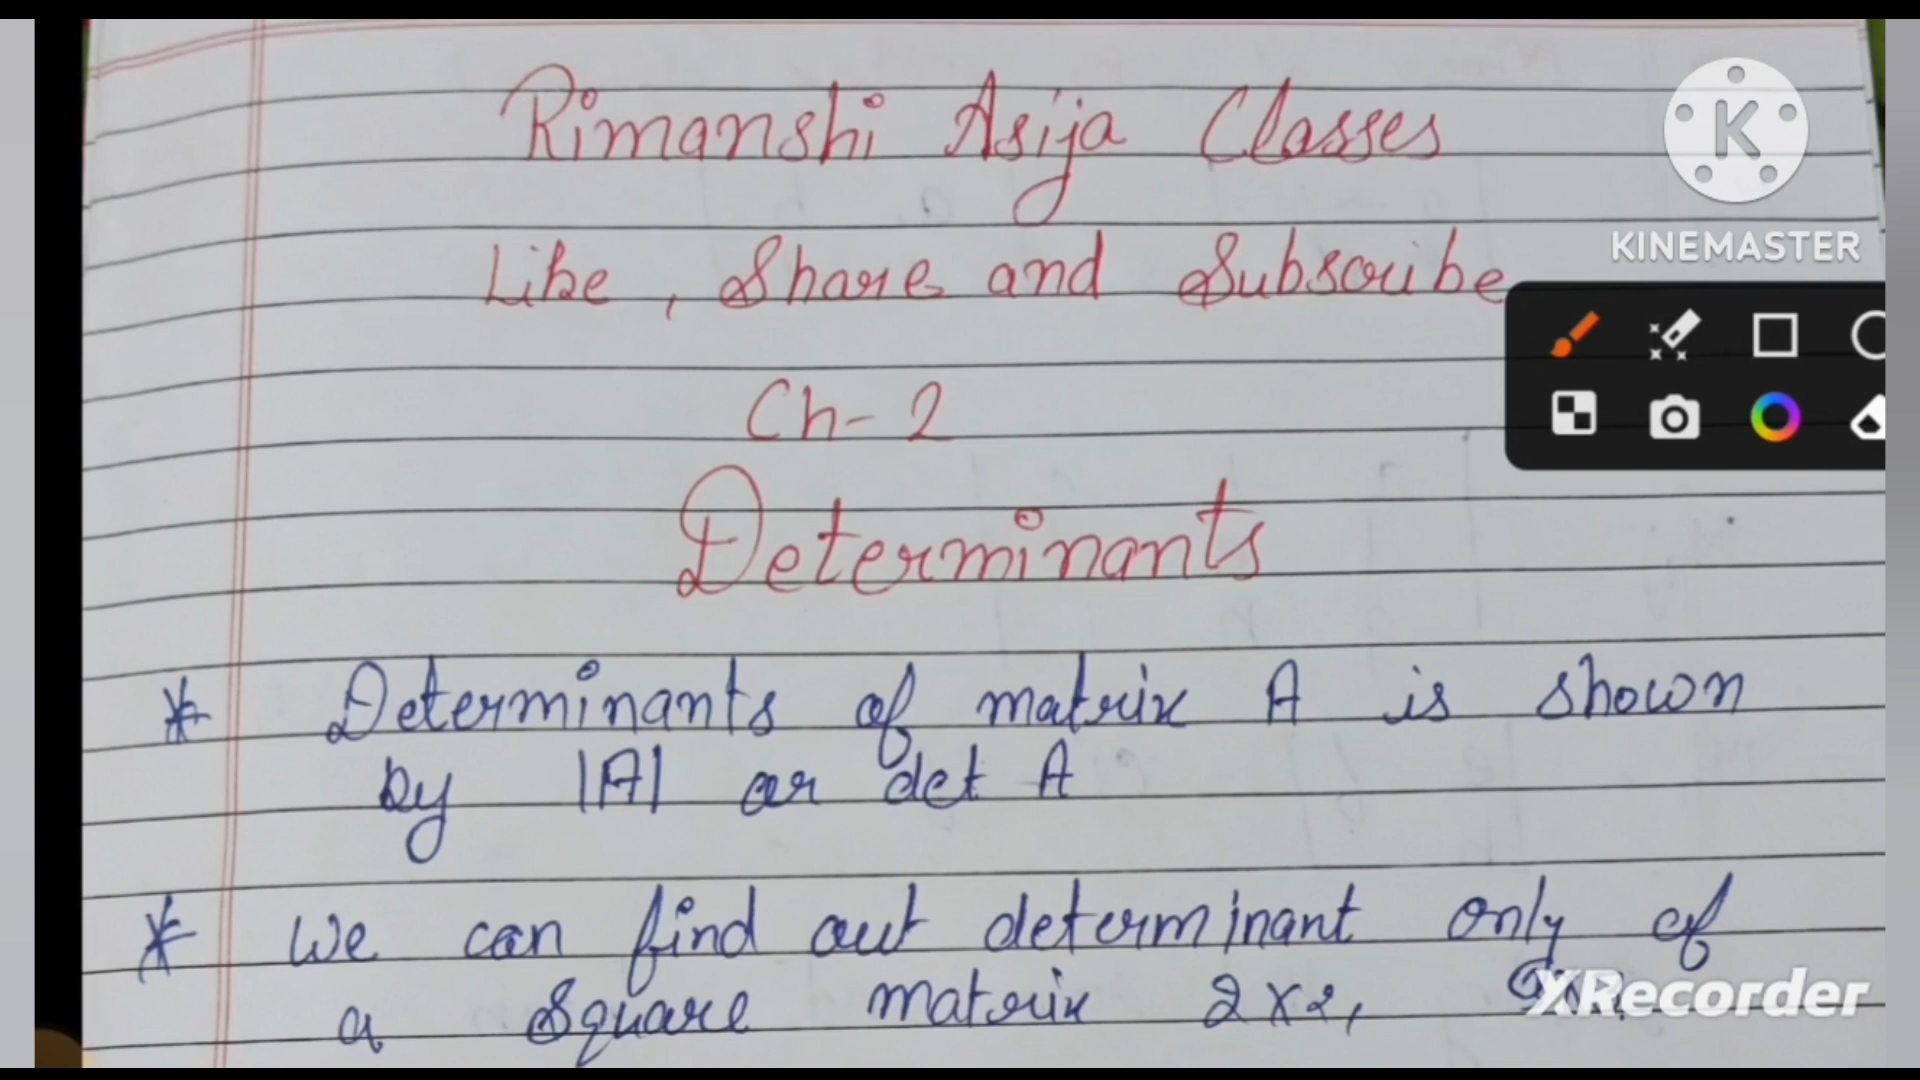 Rimanshi Asija Classes
Like, Share and Subscribe
Ch-2
Determinants
* Determinants of matrix A is shown
by |A| or det A
* We can find out determinant only of
a Square matrix 2x2,
K
KINEMASTER
XRecorder